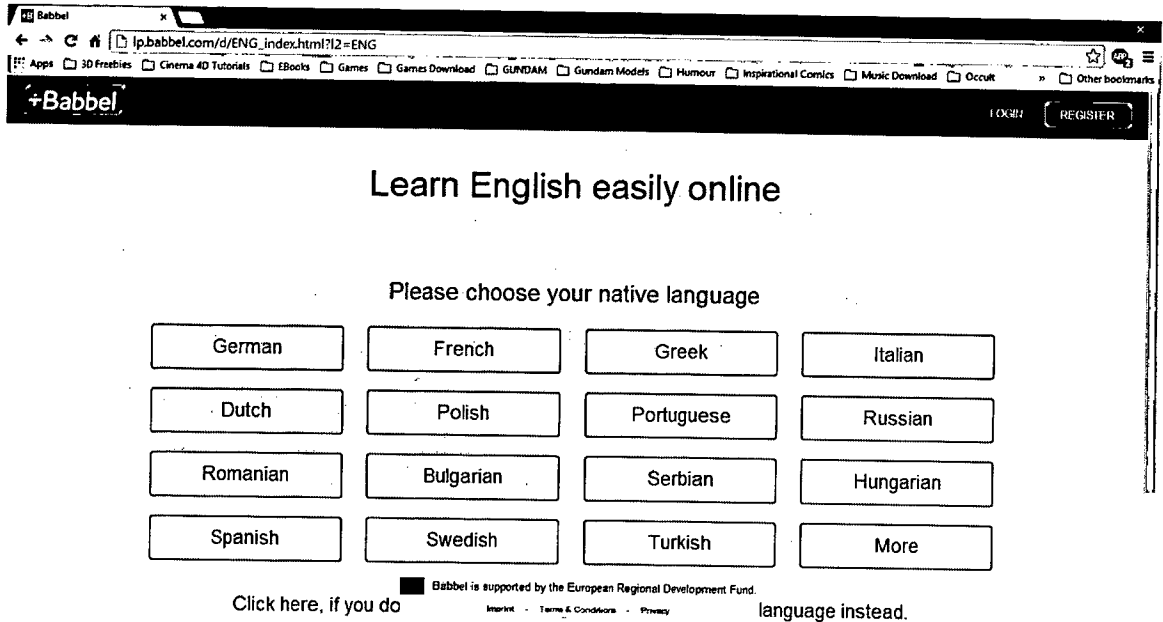 +Babbel
lp.babbel.com/d/ENG_index.html?l2=ENG
Apps 3D Freebies Cinema 4D Tutorials EBooks Games Games Download GUNDAM Gundam Models Humour Inspirational Comics Music Download Occult » Other bookmarks
+Babbel LOGIN REGISTER
Learn English easily online
Please choose your native language
German French Greek Italian
Dutch Polish Portuguese Russian
Romanian Bulgarian Serbian Hungarian
Spanish Swedish Turkish More
Babbel is supported by the European Regional Development Fund.
Click here, if you do language instead.
Imprint - Terms & Conditions - Privacy